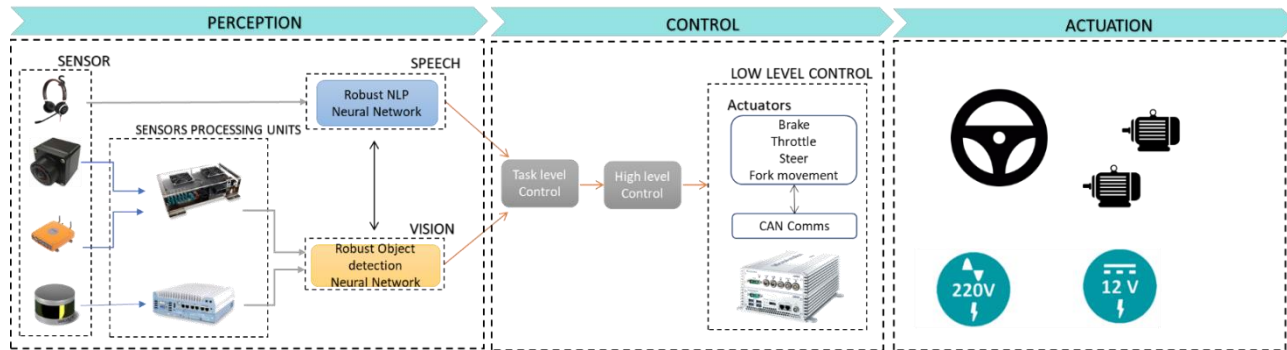 PERCEPTION
CONTROL
ACTUATION
SENSOR
SPEECH
Robust NLP
Neural Network
SENSORS PROCESSING UNITS
VISION
Robust Object
detection
Neural Network
Task level
Control
High level
Control
LOW LEVEL CONTROL
Actuators
Brake
Throttle
Steer
Fork movement
CAN Comms
220V
12 V